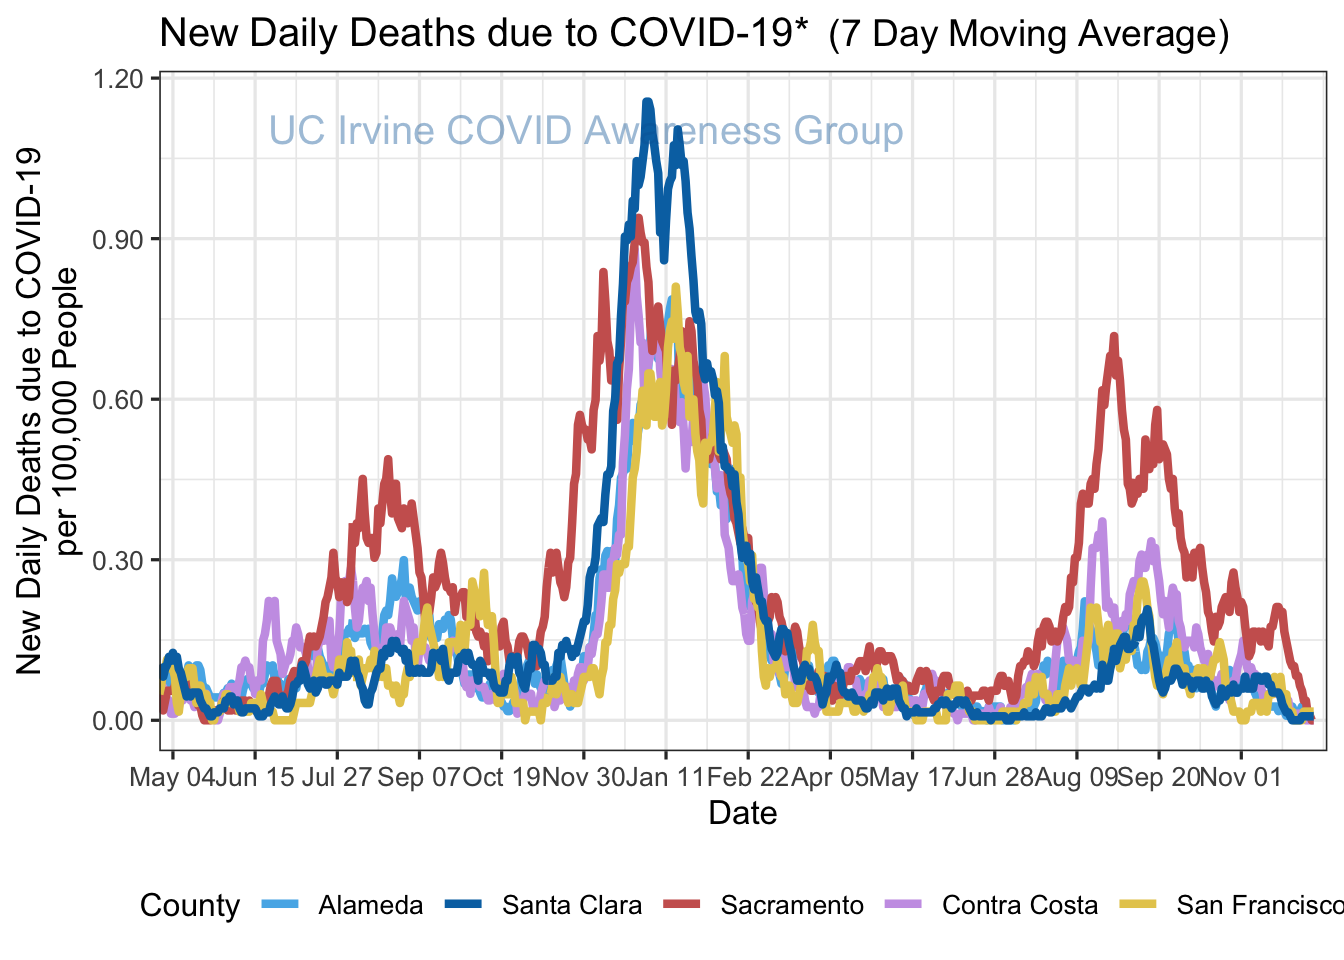 New Daily Deaths due to COVID-19* (7 Day Moving Average)
UC Irvine COVID Awareness Group
New Daily Deaths due to COVID-19
per 100,000 People
1.20
0.90
0.60
0.30
0.00
May 04 Jun 15 Jul 27 Sep 07 Oct 19 Nov 30 Jan 11 Feb 22 Apr 05 May 17 Jun 28 Aug 09 Sep 20 Nov 01
Date
County Alameda Santa Clara Sacramento Contra Costa San Francisco